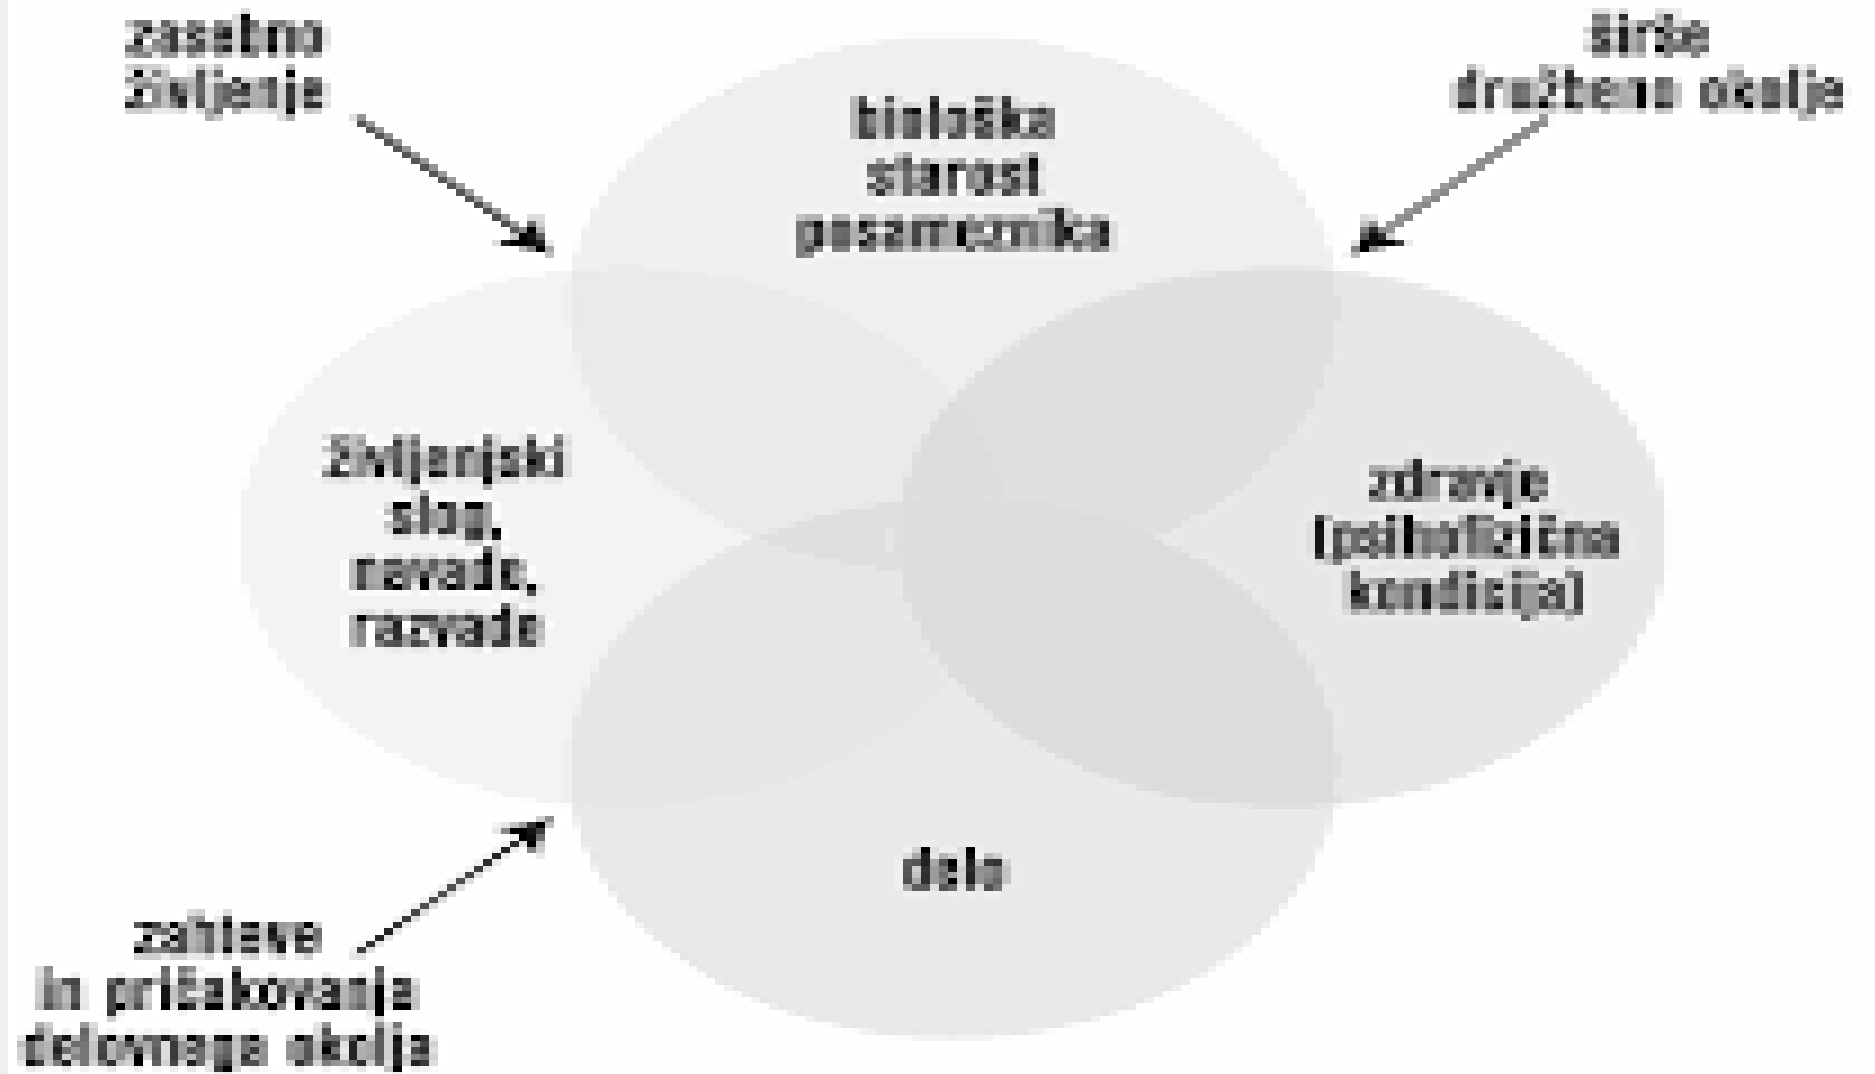 zasebno
življenje
širše
družbeno okolje
biološka
starost
posameznika
življenjski
slog,
navade,
razvade
zdravje
(psihofizična
kondicija)
delo
zahteve
in pričakovanja
delovnega okolja